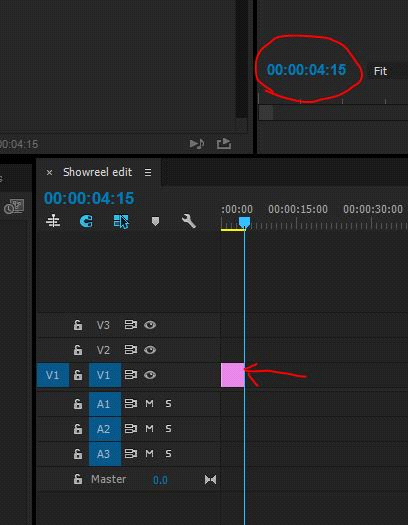 00:00:04:15
Fit
00:04:15
s
× Showreel edit
00:00:04:15
:00:00 00:00:15:00 00:00:30:00
V3
V2
V1 V1
A1 M S
A2 M S
A3 M S
Master 0.0